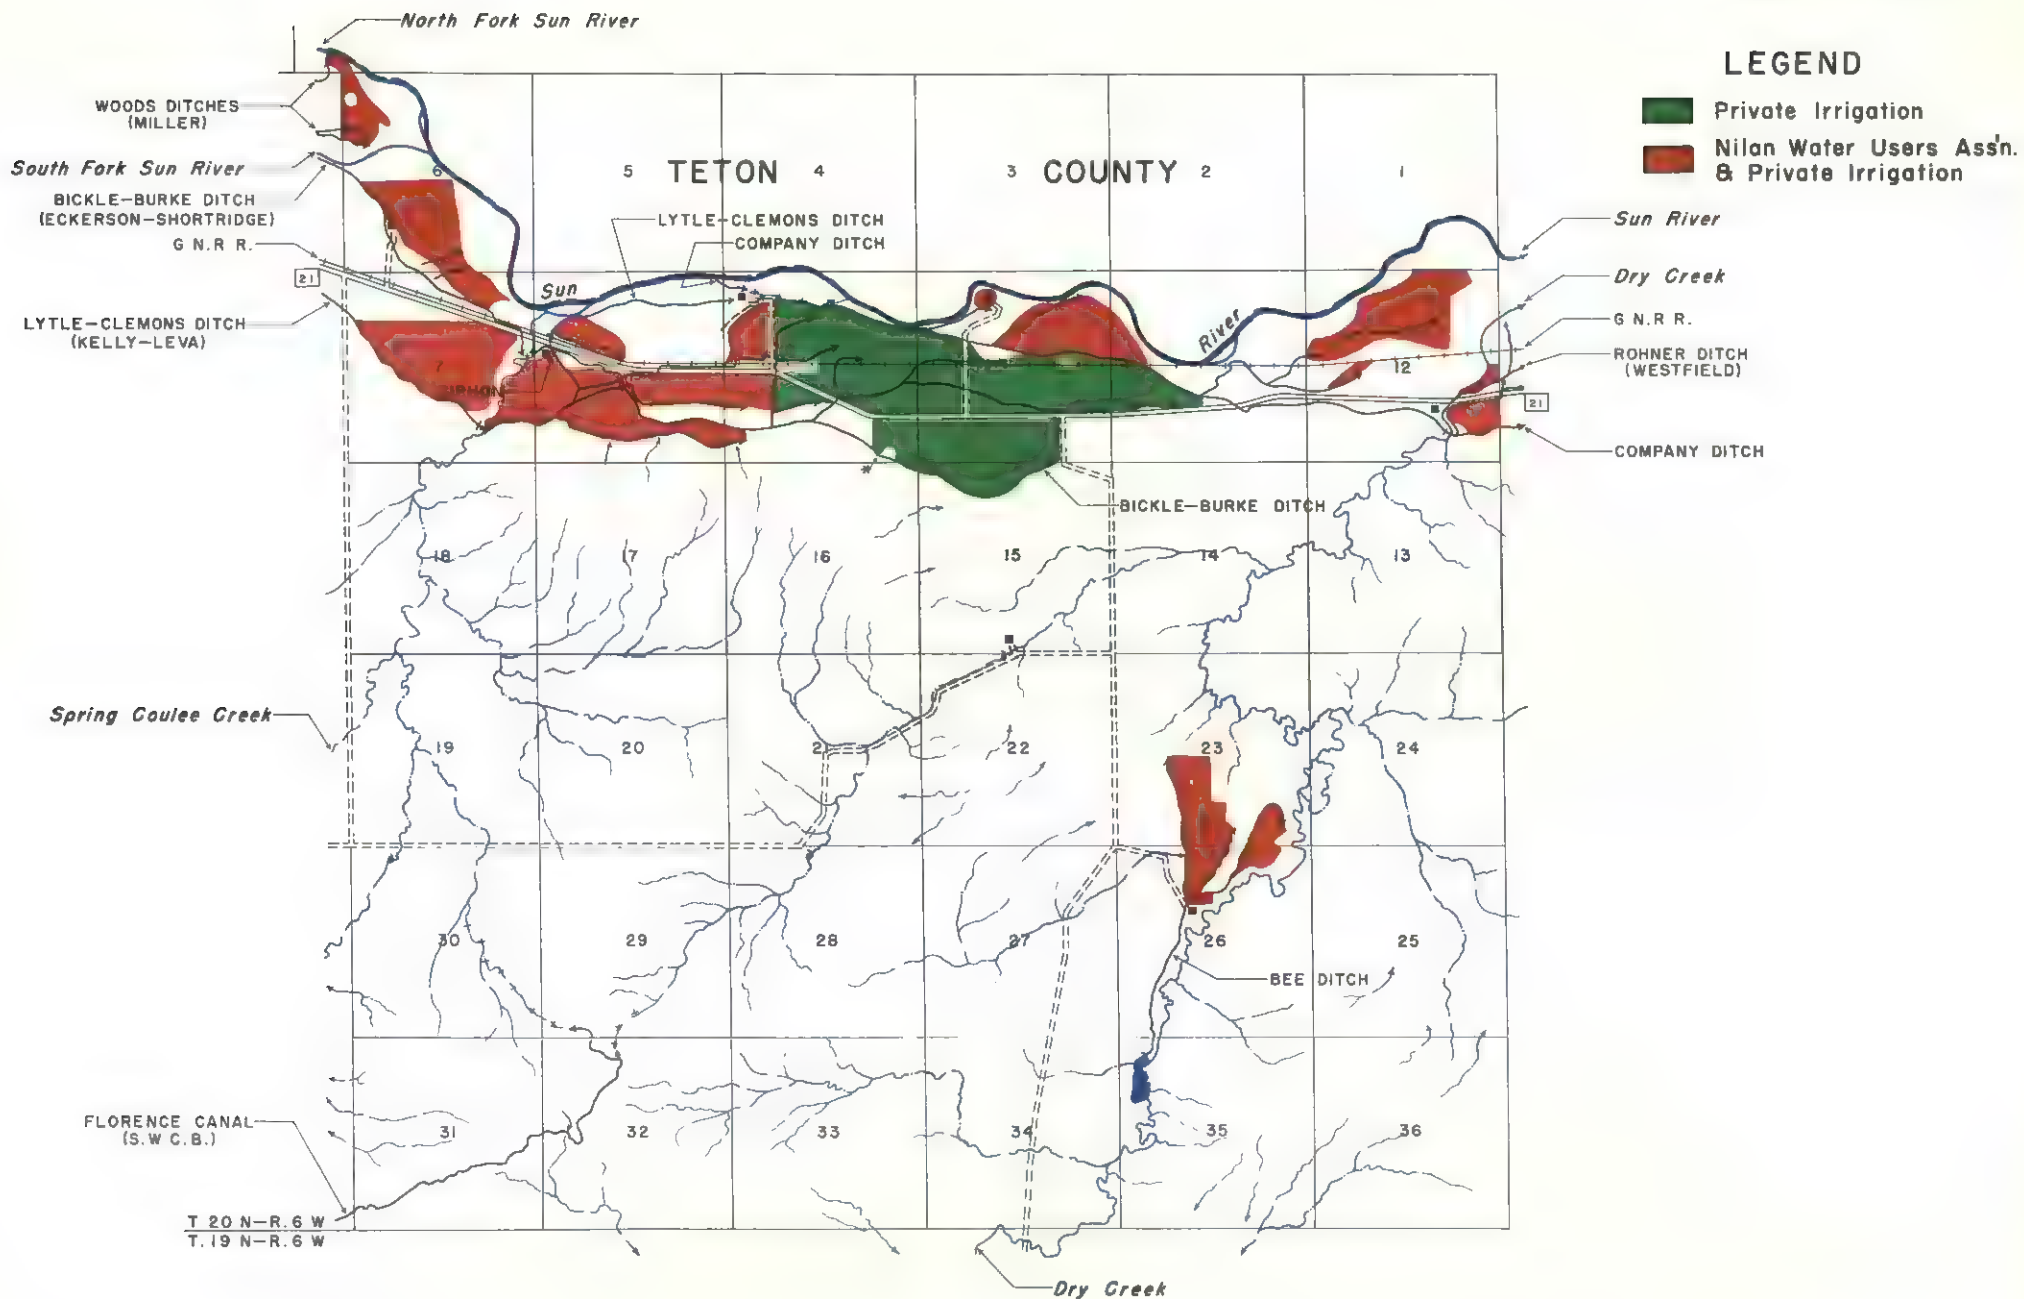 North Fork Sun River
LEGEND
Private Irrigation
Nilan Water Users Ass'n.
& Private Irrigation
WOODS DITCHES
(MILLER)
South Fork Sun River
BICKLE-BURKE DITCH
(ECKERSON-SHORTRIDGE)
G N.R R.
21
LYTLE-CLEMONS DITCH
(KELLY-LEVA)
6
5
TETON
4
3
COUNTY
2
1
LYTLE-CLEMONS DITCH
COMPANY DITCH
Sun
River
Sun River
Dry Creek
G N.R R.
ROHNER DITCH
(WESTFIELD)
21
COMPANY DITCH
7
SIPHON
12
BICKLE-BURKE DITCH
18
17
16
15
14
13
Spring Coulee Creek
19
20
2
22
23
24
30
29
28
27
26
25
BEE DITCH
FLORENCE CANAL
(S.W C.B.)
31
32
33
34
35
36
T 20 N-R.6 W
T.19 N-R.6 W
Dry Creek